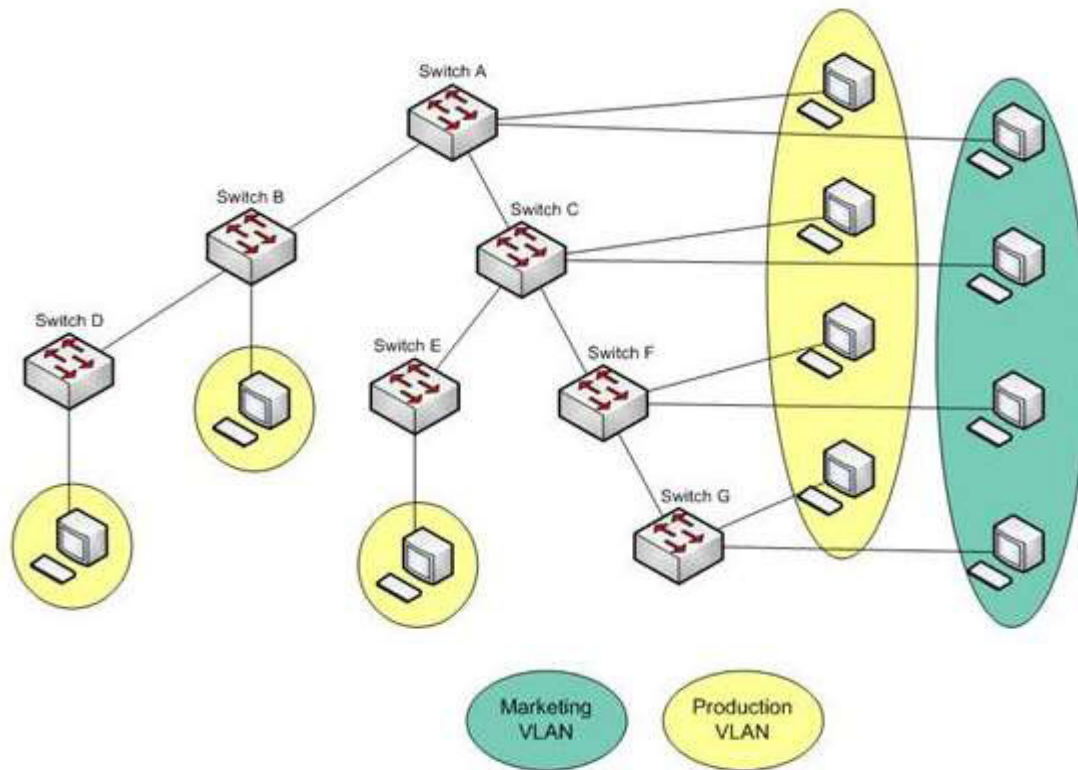 Switch A
Switch B
Switch C
Switch D
Switch E
Switch F
Switch G
Marketing
VLAN
Production
VLAN